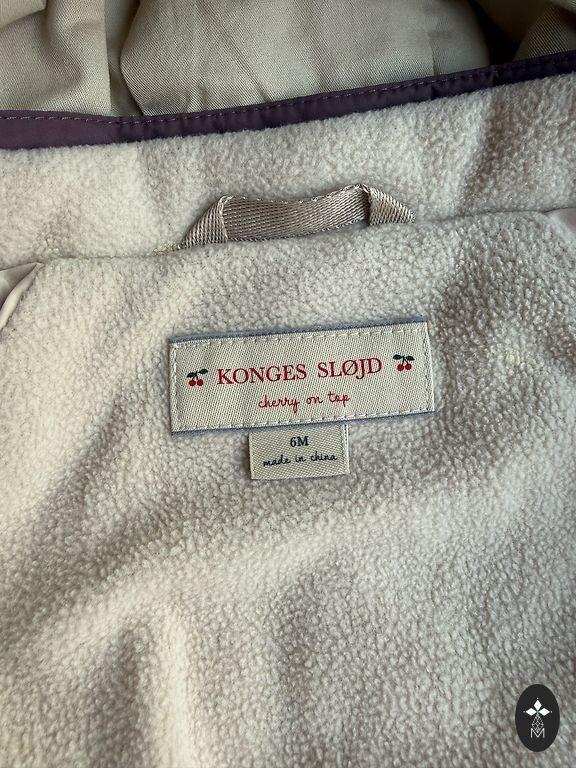 KONGES SLØJD
cherry on top
6M
made in china
M